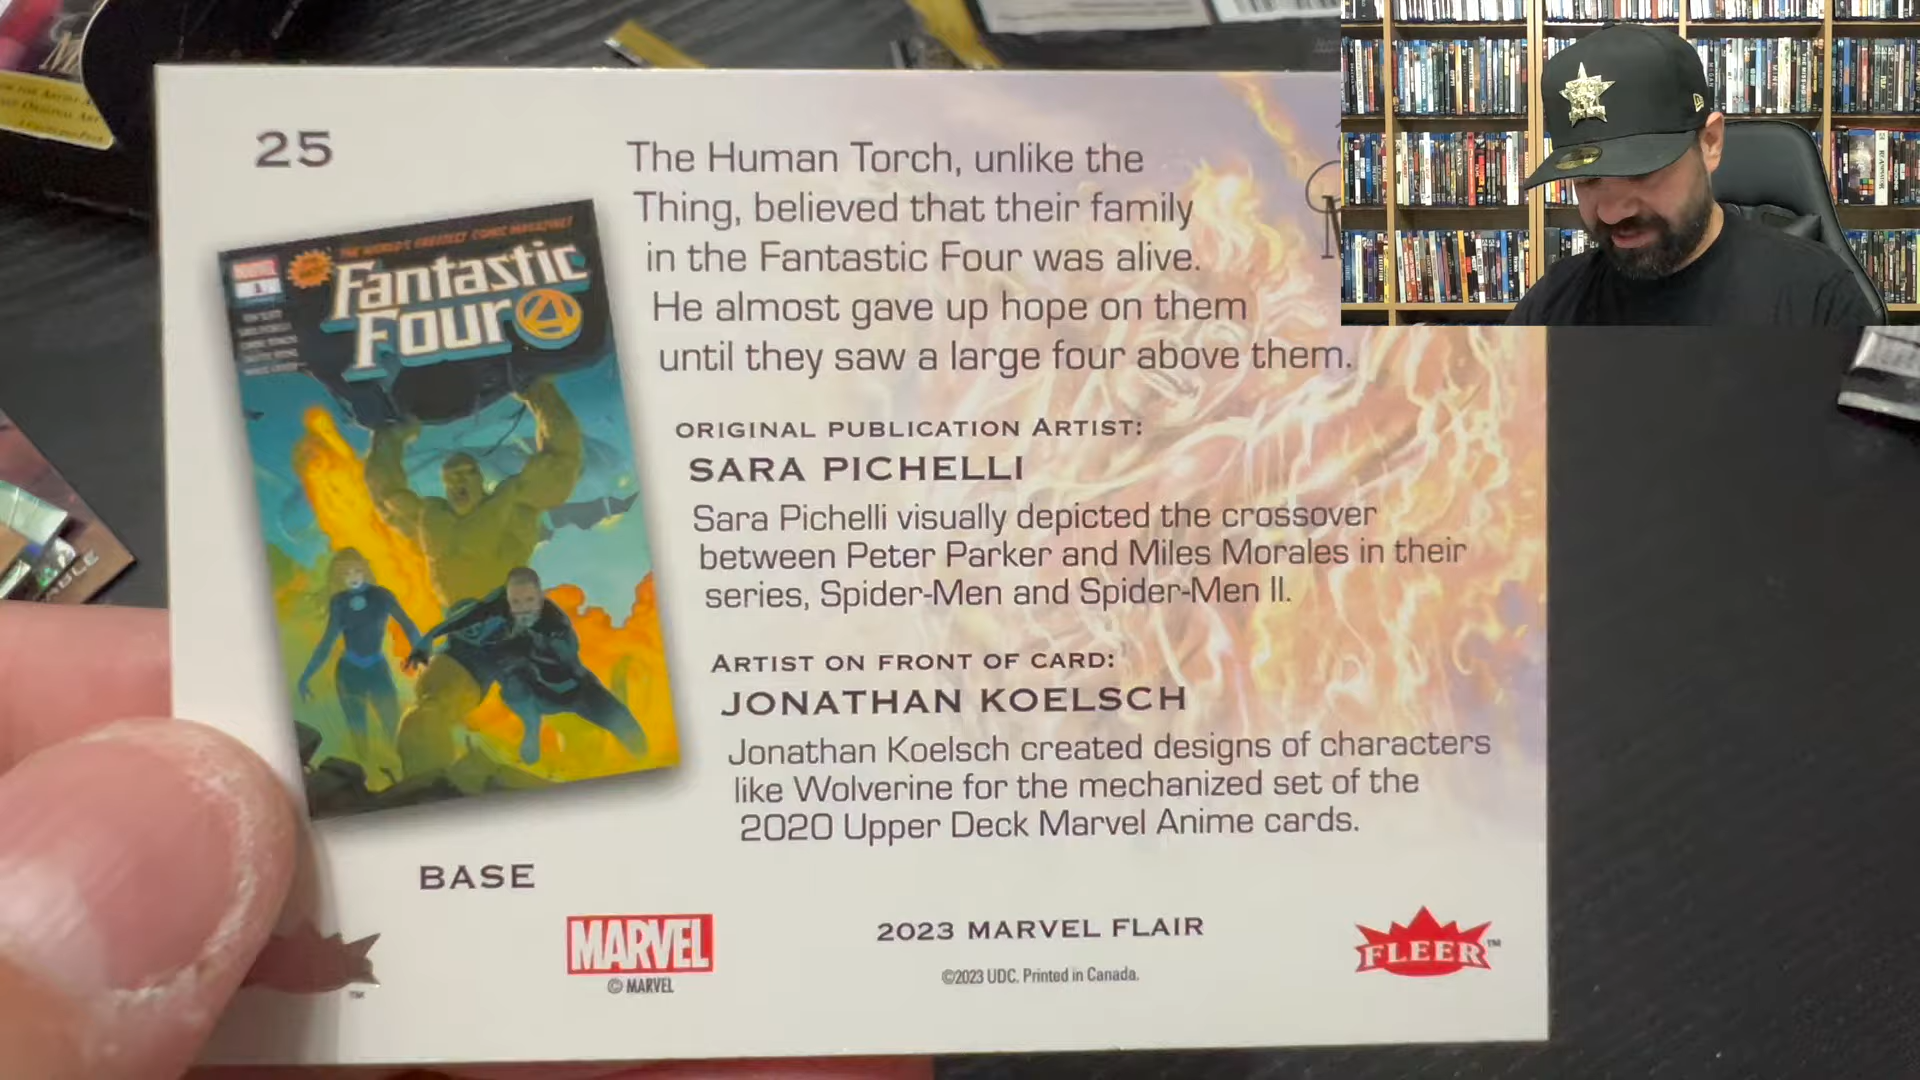 25
The Human Torch, unlike the
Thing, believed that their family
in the Fantastic Four was alive.
He almost gave up hope on them
until they saw a large four above them.
THE WORLD'S GREATEST COMIC MAGAZINE!
MARVEL
1
Fantastic
Four
ORIGINAL PUBLICATION ARTIST:
SARA PICHELLI
Sara Pichelli visually depicted the crossover
between Peter Parker and Miles Morales in their
series, Spider-Men and Spider-Men II.
ARTIST ON FRONT OF CARD:
JONATHAN KOELSCH
Jonathan Koelsch created designs of characters
like Wolverine for the mechanized set of the
2020 Upper Deck Marvel Anime cards.
BASE
MARVEL
© MARVEL
2023 MARVEL FLAIR
©2023 UDC. Printed in Canada.
FLEER™
™